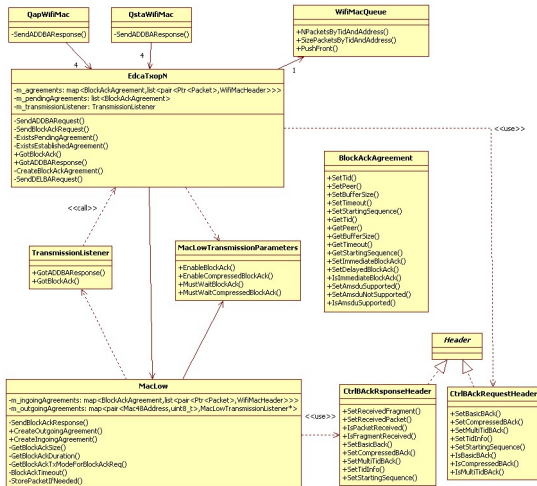 QapWifiMac
-SendADDBAResponse()
QstaWifiMac
-SendADDBAResponse()
WifiMacQueue
+NPacketsByTidAndAddress()
+SizePacketsByTidAndAddress()
+PushFront()
4
4
1
EdcaTxopN
-m_agreements: map<BlockAckAgreement,list<pair<Ptr<Packet>,WifiMacHeader>>>
-m_pendingAgreements: list<BlockAckAgreement>
-m_transmissionListener: TransmissionListener
-SendADDBARequest()
-SendBlockAckRequest()
-ExistsPendingAgreement()
-ExistsEstablishedAgreement()
+GotBlockAck()
+GotADDBAResponse()
-CreateBlockAckAgreement()
-SendDELBARequest()
<<use>>
BlockAckAgreement
+SetTid()
+SetPeer()
+SetBufferSize()
+SetTimeout()
+SetStartingSequence()
+GetTid()
+GetPeer()
+GetBufferSize()
+GetTimeout()
+GetStartingSequence()
+SetImmediateBlockAck()
+SetDelayedBlockAck()
+IsImmediateBlockAck()
+SetAmsduSupported()
+SetAmsduNotSupported()
+IsAmsduSupported()
<<call>>
TransmissionListener
+GotADDBAResponse()
+GotBlockAck()
MacLowTransmissionParameters
+EnableBlockAck()
+EnableCompressedBlockAck()
+MustWaitBlockAck()
+MustWaitCompressedBlockAck()
Header
MacLow
-m_ingoingAgreements: map<BlockAckAgreement,list<pair<Ptr<Packet>,WifiMacHeader>>>
-m_outgoingAgreements: map<pair<Mac48Address,uint8_t>,MacLowTransmissionListener*>
-SendBlockAckResponse()
+CreateOutgoingAgreement()
+CreateIngoingAgreement()
-GetBlockAckSize()
-GetBlockAckDuration()
-GetBlockAckTxModeForBlockAckReq()
-BlockAckTimeout()
-StorePacketIfNeeded()
<<use>>
CtrlBAckRsponseHeader
+SetReceivedFragment()
+SetReceivedPacket()
+IsPacketReceived()
+IsFragmentReceived()
+SetBasicBack()
+SetCompressedBAck()
+SetMultiTidBAck()
+SetTidInfo()
+SetStartingSequence()
CtrlBAckRequestHeader
+SetBasicBAck()
+SetCompressedBAck()
+SetMultiTidBAck()
+SetTidInfo()
+SetStartingSequence()
+IsBasicBAck()
+IsCompressedBAck()
+IsMultiTidBAck()